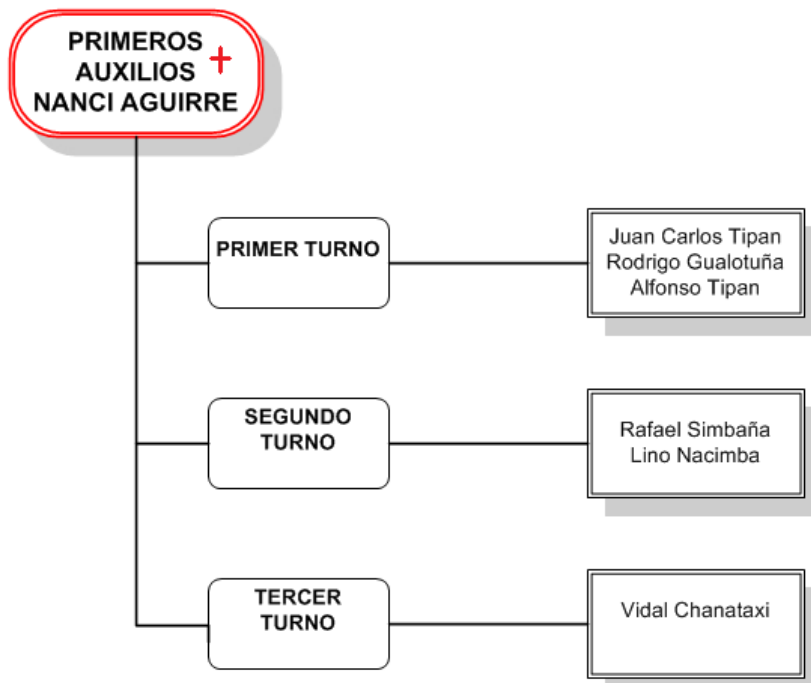 PRIMEROS
AUXILIOS
NANCI AGUIRRE
PRIMER TURNO
Juan Carlos Tipan
Rodrigo Gualotuña
Alfonso Tipan
SEGUNDO
TURNO
Rafael Simbaña
Lino Nacimba
TERCER
TURNO
Vidal Chanataxi